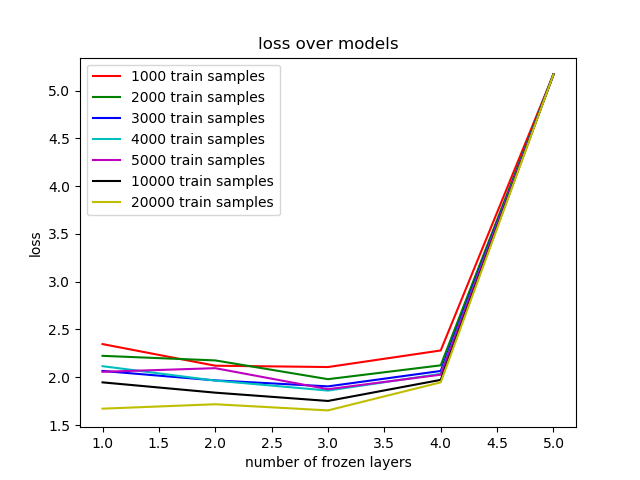 loss over models
1000 train samples
2000 train samples
3000 train samples
4000 train samples
5000 train samples
10000 train samples
20000 train samples
5.0
4.5
4.0
3.5
3.0
2.5
2.0
1.5
loss
1.0 1.5 2.0 2.5 3.0 3.5 4.0 4.5 5.0
number of frozen layers